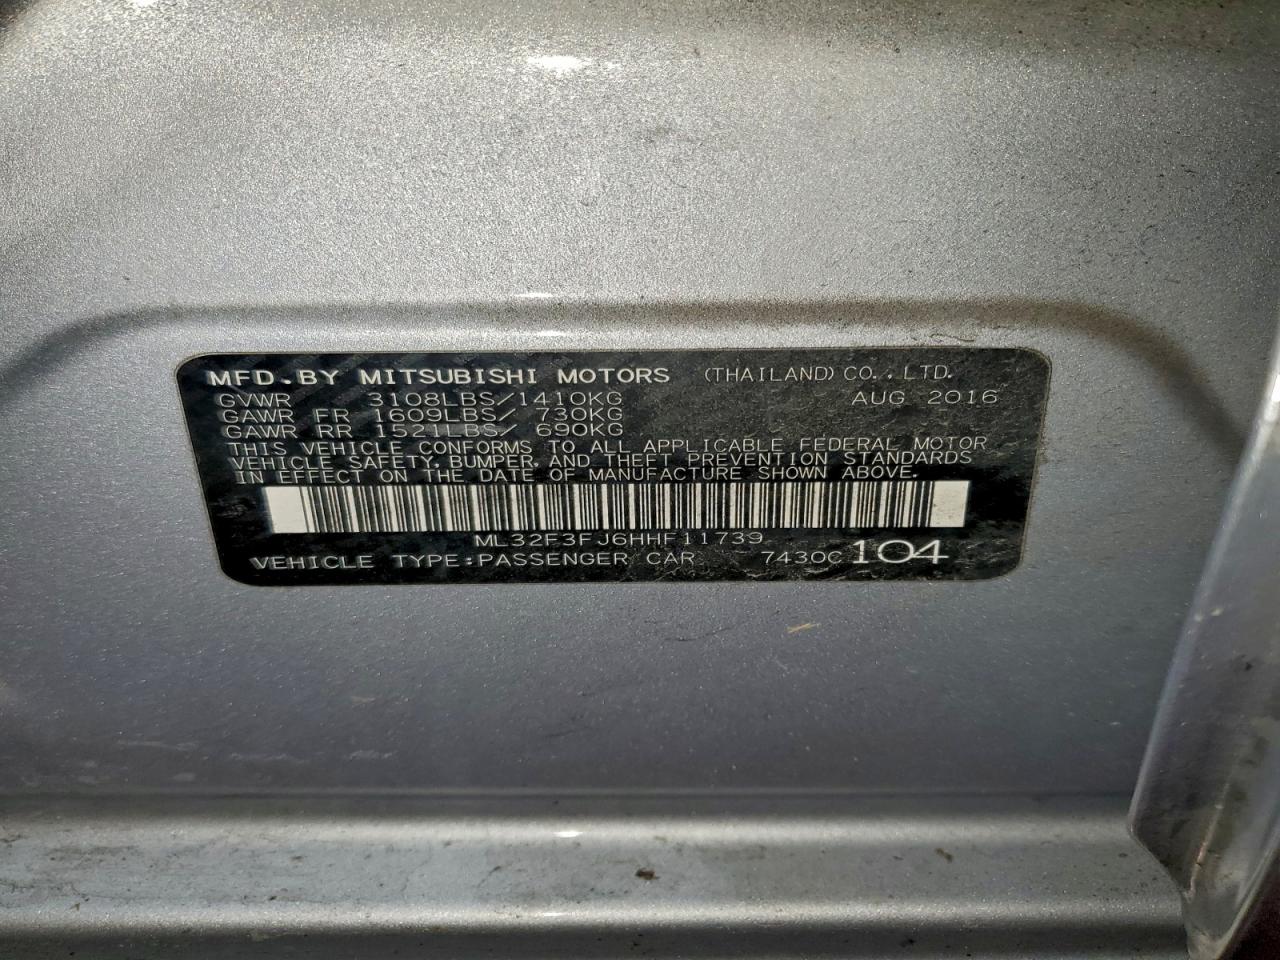 MFD.BY MITSUBISHI MOTORS (THAILAND) CO., LTD.
GVWR 3108LBS/1410KG AUG 2016
GAWR FR 1609LBS/ 730KG
GAWR RR 1521LBS/ 690KG
THIS VEHICLE CONFORMS TO ALL APPLICABLE FEDERAL MOTOR
VEHICLE SAFETY, BUMPER, AND THEFT PREVENTION STANDARDS
IN EFFECT ON THE DATE OF MANUFACTURE SHOWN ABOVE.
ML32F3FJ6HHF11739
VEHICLE TYPE:PASSENGER CAR 7430C 104